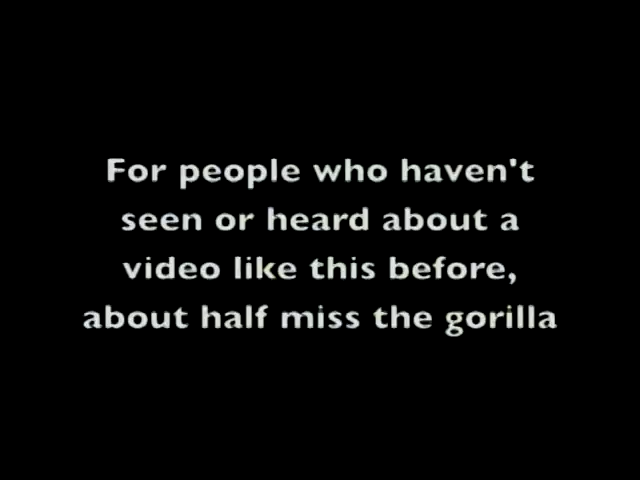 For people who haven't
seen or heard about a
video like this before,
about half miss the gorilla